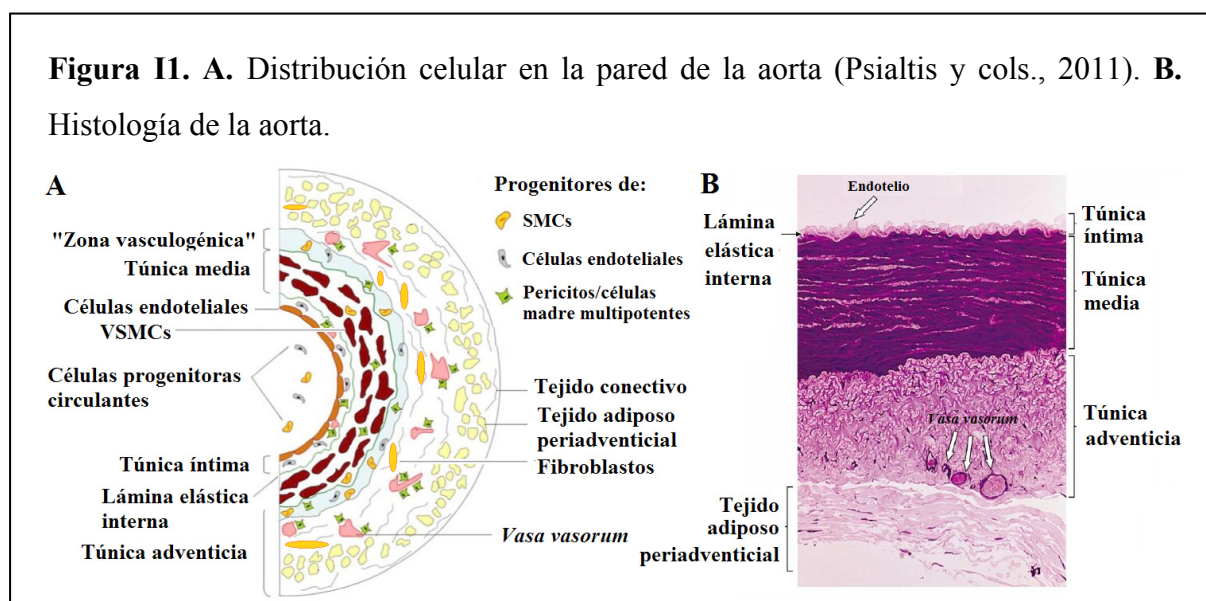 Figura I1. A. Distribución celular en la pared de la aorta (Psialtis y cols., 2011). B.
Histología de la aorta.
A
"Zona vasculogénica"
Túnica media
Células endoteliales
VSMCs
Células progenitoras
circulantes
Túnica íntima
Lámina elástica
interna
Túnica adventicia
Progenitores de:
SMCs
Células endoteliales
Pericitos/células
madre multipotentes
Tejido conectivo
Tejido adiposo
periadventicial
Fibroblastos
Vasa vasorum
B
Endotelio
Lámina
elástica
interna
Túnica
íntima
Túnica
media
Vasa vasorum
Túnica
adventicia
Tejido
adiposo
periadventicial